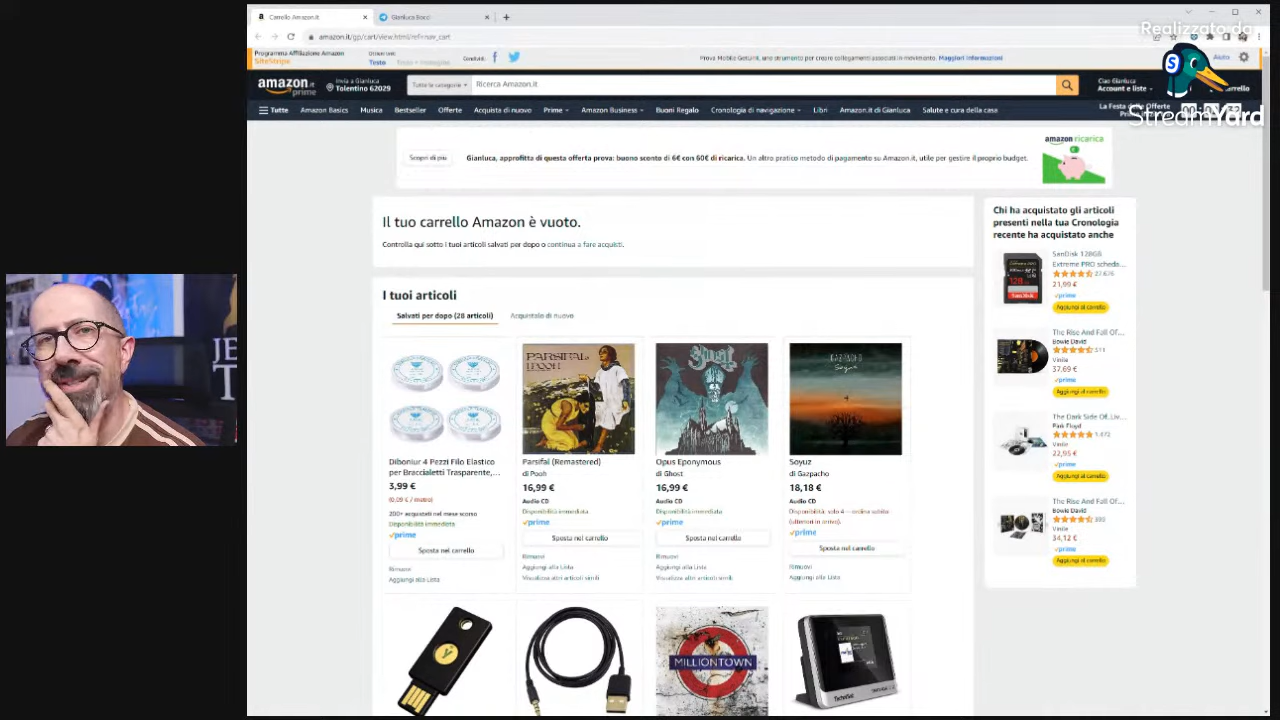 Carrello Amazon.it
Gianluca Bocci
amazon.it/gp/cart/view.html/ref=nav_cart
Realizzato da
StreamYard
Programma Affiliazione Amazon
SiteStripe
Testo
Condividi:
Prova Mobile GetLink, uno strumento per creare collegamenti associati in movimento. Maggiori informazioni
Aiuto
amazon.it
prime
Invia a Gianluca
Tolentino 62029
Tutte le categorie
Ricerca Amazon.it
Ciao Gianluca
Account e liste
Tutte
Amazon Basics
Musica
Bestseller
Offerte
Acquista di nuovo
Prime
Amazon Business
Buoni Regalo
Cronologia di navigazione
Libri
Amazon.it di Gianluca
Salute e cura della casa
La Festa delle Offerte
Scopri di più
Gianluca, approfitta di questa offerta prova: buono sconto di 6€ con 60€ di ricarica. Un altro pratico metodo di pagamento su Amazon.it, utile per gestire il proprio budget.
amazon ricarica
Il tuo carrello Amazon è vuoto.
Controlla qui sotto i tuoi articoli salvati per dopo o continua a fare acquisti.
I tuoi articoli
Salvati per dopo (28 articoli)
Acquistalo di nuovo
PARSIFAL
I POOH
Ghost
GAZPACHO
Soyuz
Diboniur 4 Pezzi Filo Elastico
per Braccialetti Trasparente,...
3,99 €
(0,09 € / metro)
200+ acquistati nel mese scorso
Disponibilità immediata
prime
Sposta nel carrello
Rimuovi
Aggiungi alla Lista
Parsifal (Remastered)
di Pooh
16,99 €
Audio CD
Disponibilità immediata
prime
Sposta nel carrello
Rimuovi
Aggiungi alla Lista
Visualizza altri articoli simili
Opus Eponymous
di Ghost
16,99 €
Audio CD
Disponibilità immediata
prime
Sposta nel carrello
Rimuovi
Aggiungi alla Lista
Visualizza altri articoli simili
Soyuz
di Gazpacho
18,18 €
Audio CD
Disponibilità: solo 4 -- ordina subito
(ulteriori in arrivo).
prime
Sposta nel carrello
Rimuovi
Aggiungi alla Lista
MILLIONTOWN
TechniSat
Chi ha acquistato gli articoli
presenti nella tua Cronologia
recente ha acquistato anche
SanDisk 128GB
Extreme PRO scheda...
27.676
21,99 €
prime
Aggiungi al carrello
The Rise And Fall Of...
Bowie David
511
Vinile
37,69 €
prime
Aggiungi al carrello
The Dark Side Of, Liv...
Pink Floyd
1.072
Vinile
22,95 €
prime
Aggiungi al carrello
The Rise And Fall Of...
Bowie David
Vinile
34,12 €
prime
Aggiungi al carrello